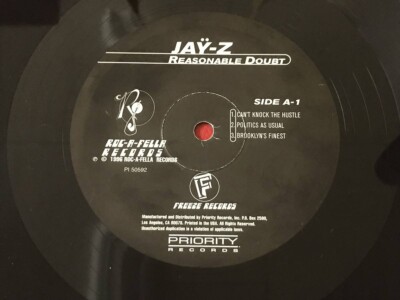 JAŸ-Z
REASONABLE DOUBT
SIDE A-1
1. CAN'T KNOCK THE HUSTLE
2. POLITICS AS USUAL
3. BROOKLYN'S FINEST
ROC-A-FELLA
RECORDS
℗ © 1996 ROC-A-FELLA RECORDS
P1 50592
FREEZE RECORDS
Manufactured and Distributed by Priority Records, Inc. P.O. Box 2590,
Los Angeles, CA 90078. Printed in the USA. All Rights Reserved.
Unauthorized duplication is a violation of applicable laws.
PRIORITY
RECORDS